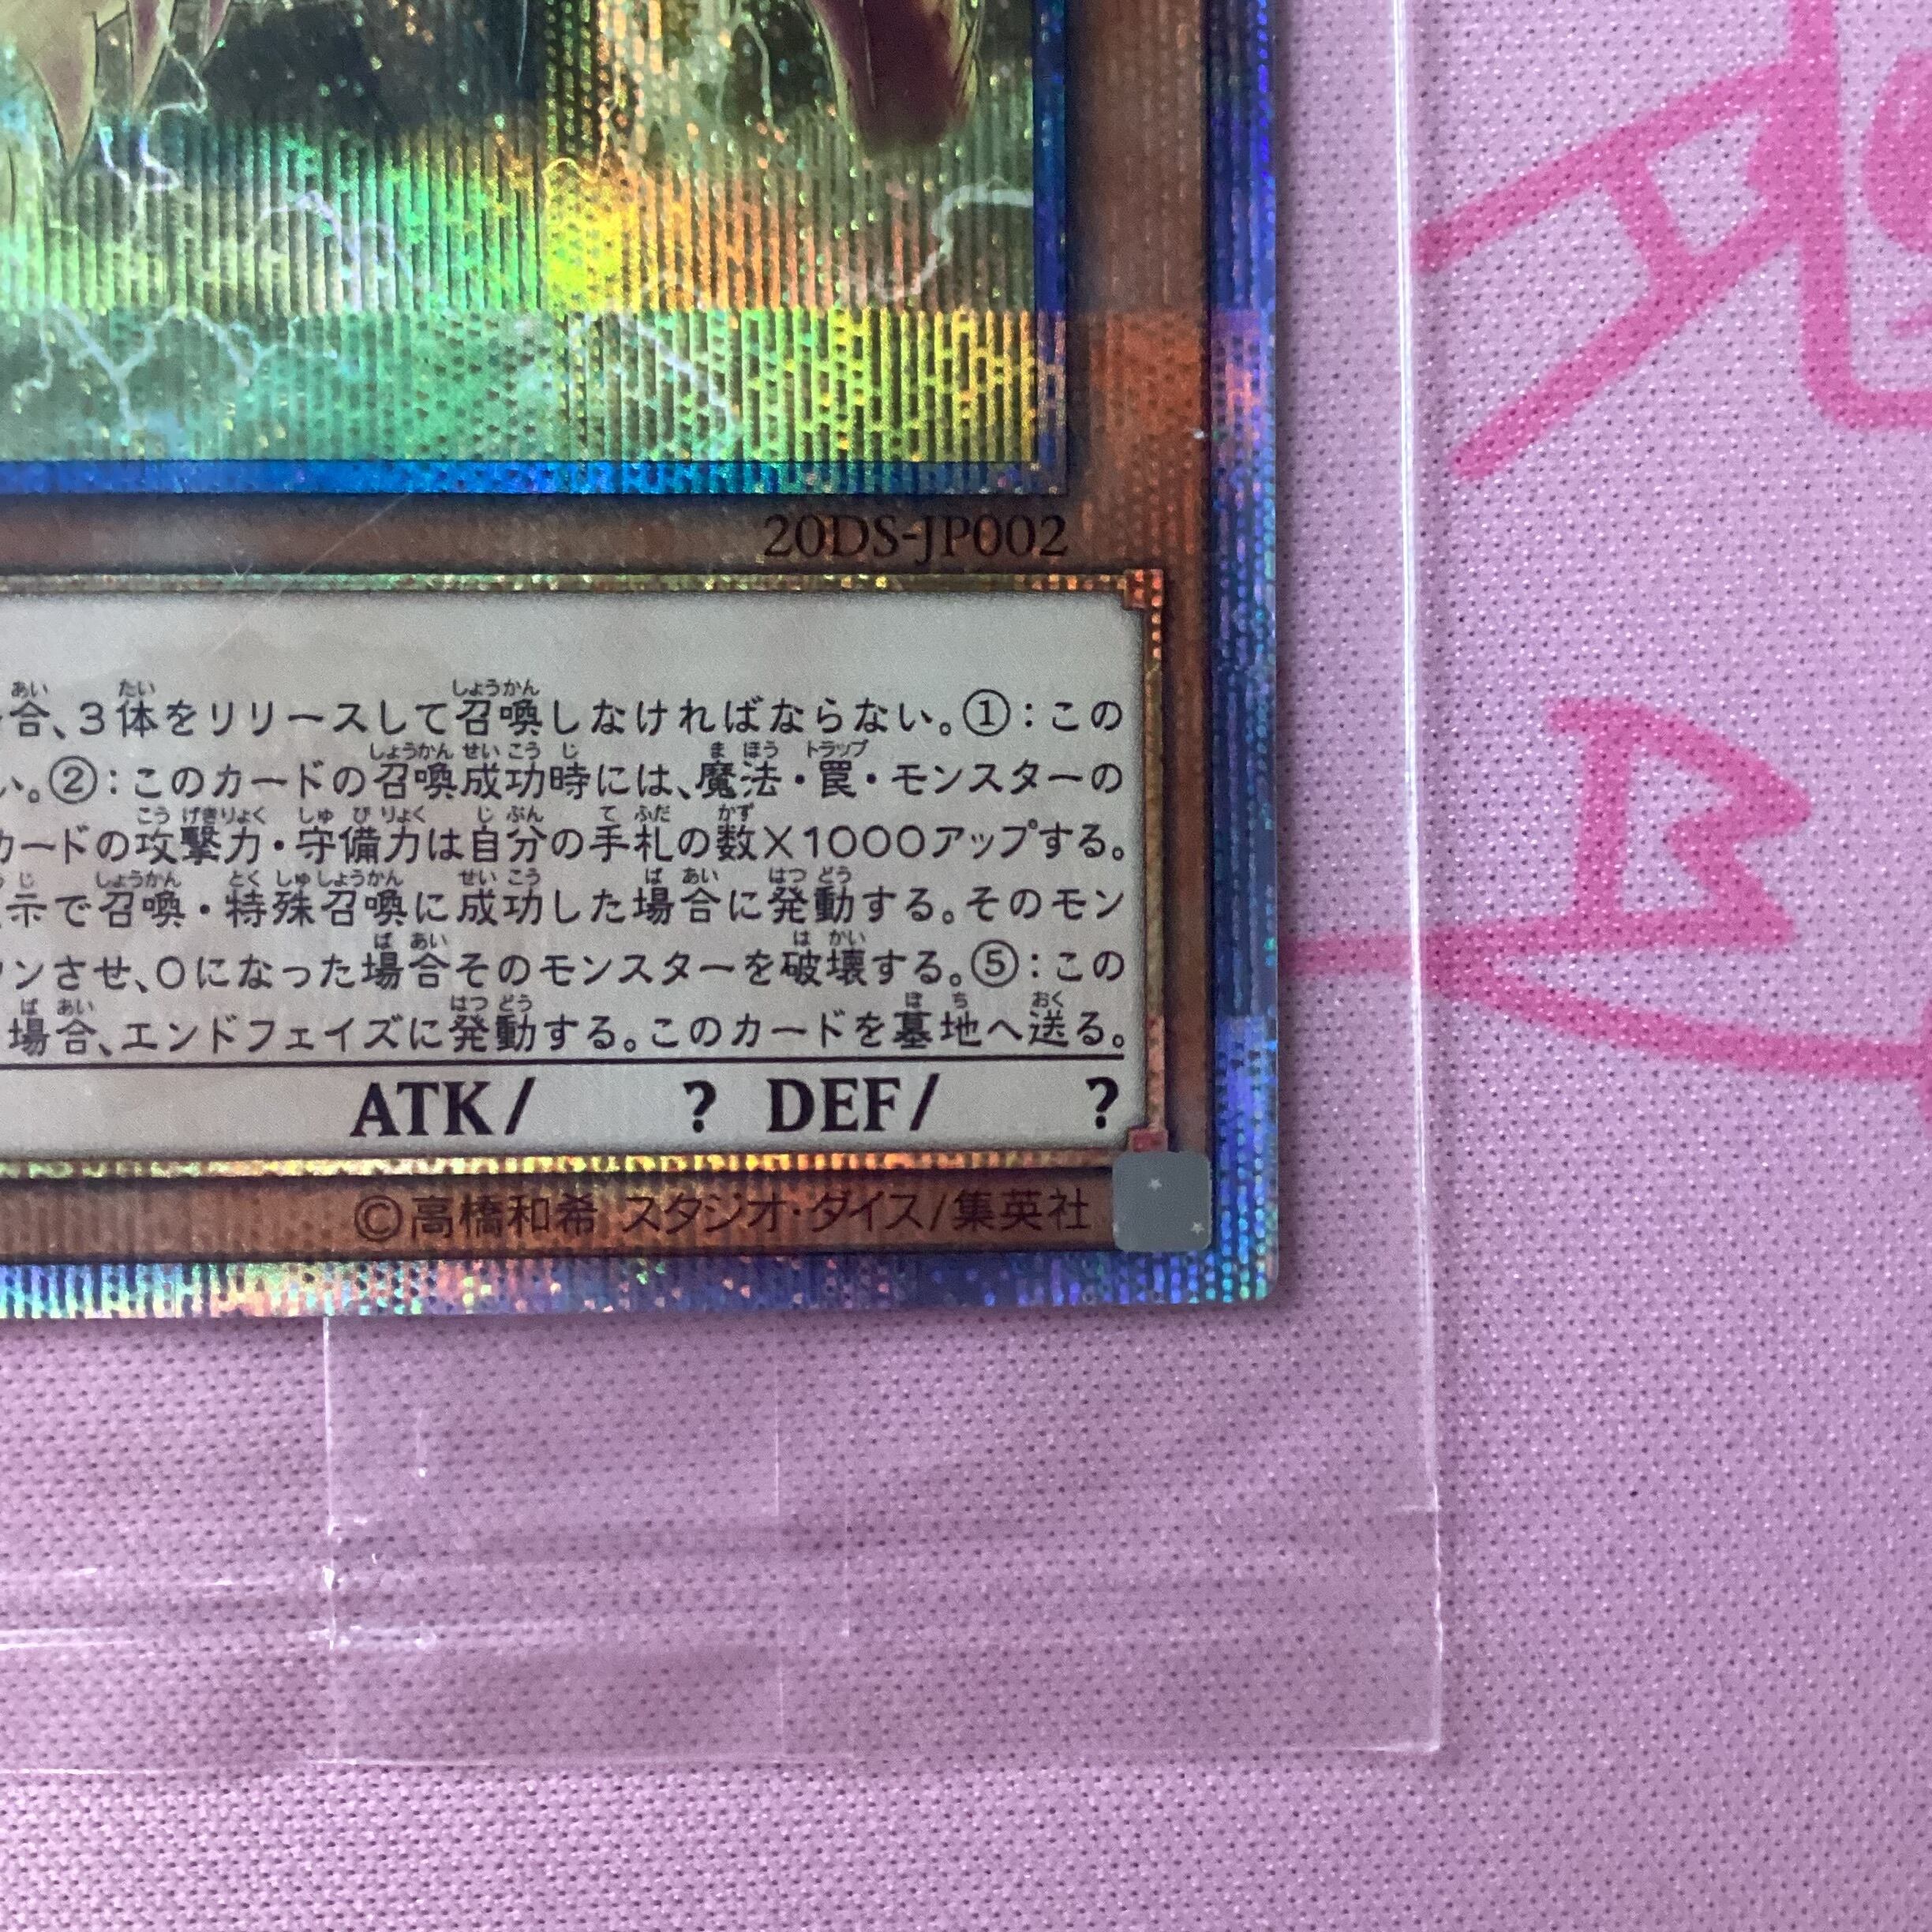 20DS-JP002
合、3体をリリースして召喚しなければならない。①：この
い。②：このカードの召喚成功時には、魔法・罠・モンスターの
カードの攻撃力・守備力は自分の手札の数×1000アップする。
示で召喚・特殊召喚に成功した場合に発動する。そのモン
ンさせ、0になった場合そのモンスターを破壊する。⑤：この
場合、エンドフェイズに発動する。このカードを墓地へ送る。
ATK/ ? DEF/ ?
©高橋和希 スタジオ・ダイス/集英社